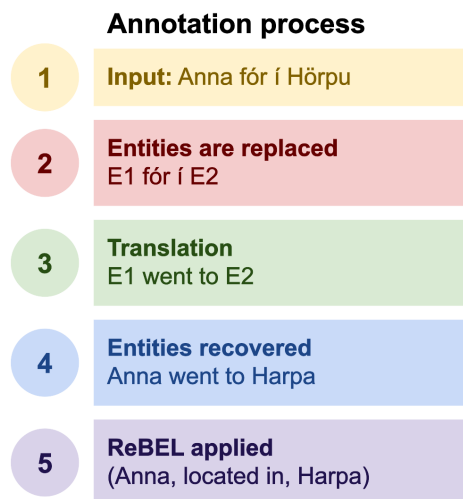 Annotation process
1
Input: Anna fór í Hörpu
2
Entities are replaced
E1 fór í E2
3
Translation
E1 went to E2
4
Entities recovered
Anna went to Harpa
5
ReBEL applied
(Anna, located in, Harpa)